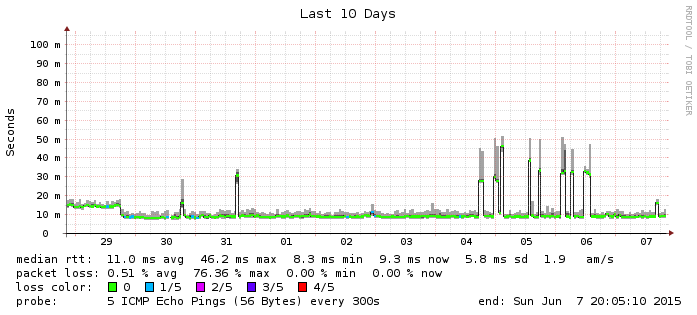 Last 10 Days
RRDTOOL / TOBI OETIKER
Seconds
100 m
90 m
80 m
70 m
60 m
50 m
40 m
30 m
20 m
10 m
0
29 30 31 01 02 03 04 05 06 07
median rtt: 11.0 ms avg 46.2 ms max 8.3 ms min 9.3 ms now 5.8 ms sd 1.9 am/s
packet loss: 0.51 % avg 76.36 % max 0.00 % min 0.00 % now
loss color: 0 1/5 2/5 3/5 4/5
probe: 5 ICMP Echo Pings (56 Bytes) every 300s end: Sun Jun 7 20:05:10 2015